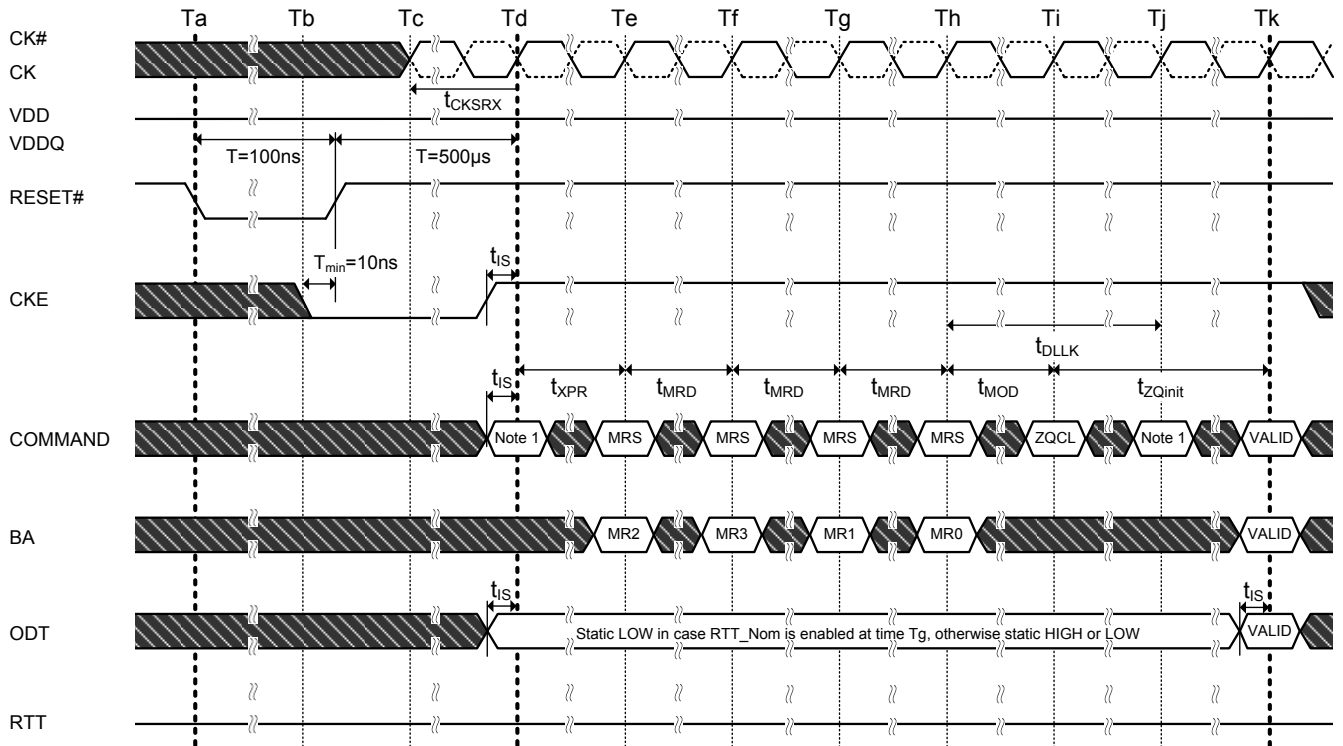 Ta Tb Tc Td Te Tf Tg Th Ti Tj Tk
CK#
CK
tCKSRX
VDD
VDDQ
T=100ns T=500µs
RESET#
Tmin=10ns tIS
CKE
tDLLK
tIS tXPR tMRD tMRD tMRD tMOD tZQinit
COMMAND Note 1 MRS MRS MRS MRS ZQCL Note 1 VALID
BA MR2 MR3 MR1 MR0 VALID
tIS tIS
ODT Static LOW in case RTT_Nom is enabled at time Tg, otherwise static HIGH or LOW VALID
RTT